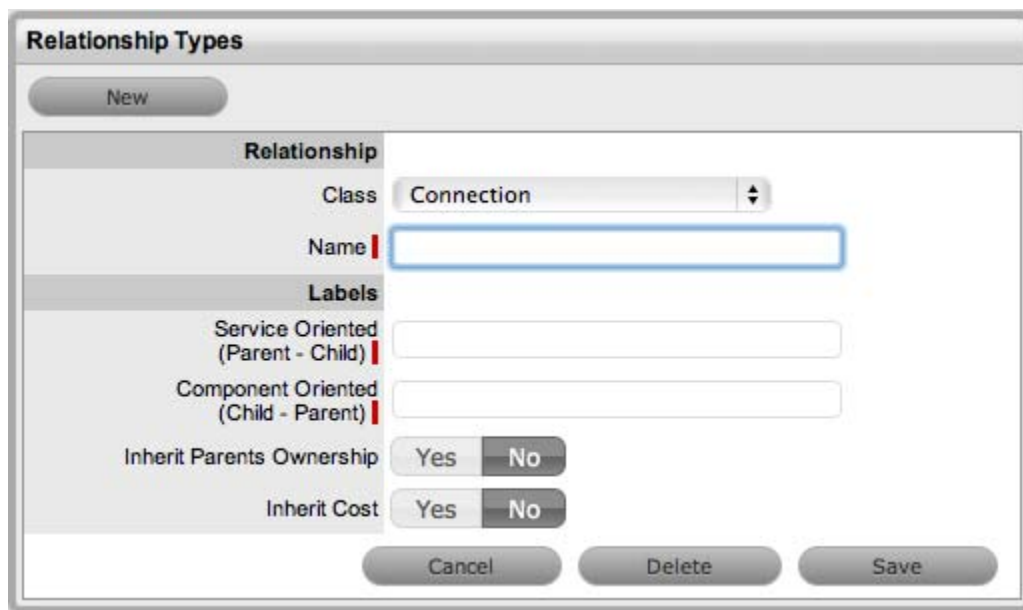 Relationship Types
New
Relationship
Class Connection
Name
Labels
Service Oriented
(Parent - Child)
Component Oriented
(Child - Parent)
Inherit Parents Ownership Yes No
Inherit Cost Yes No
Cancel Delete Save